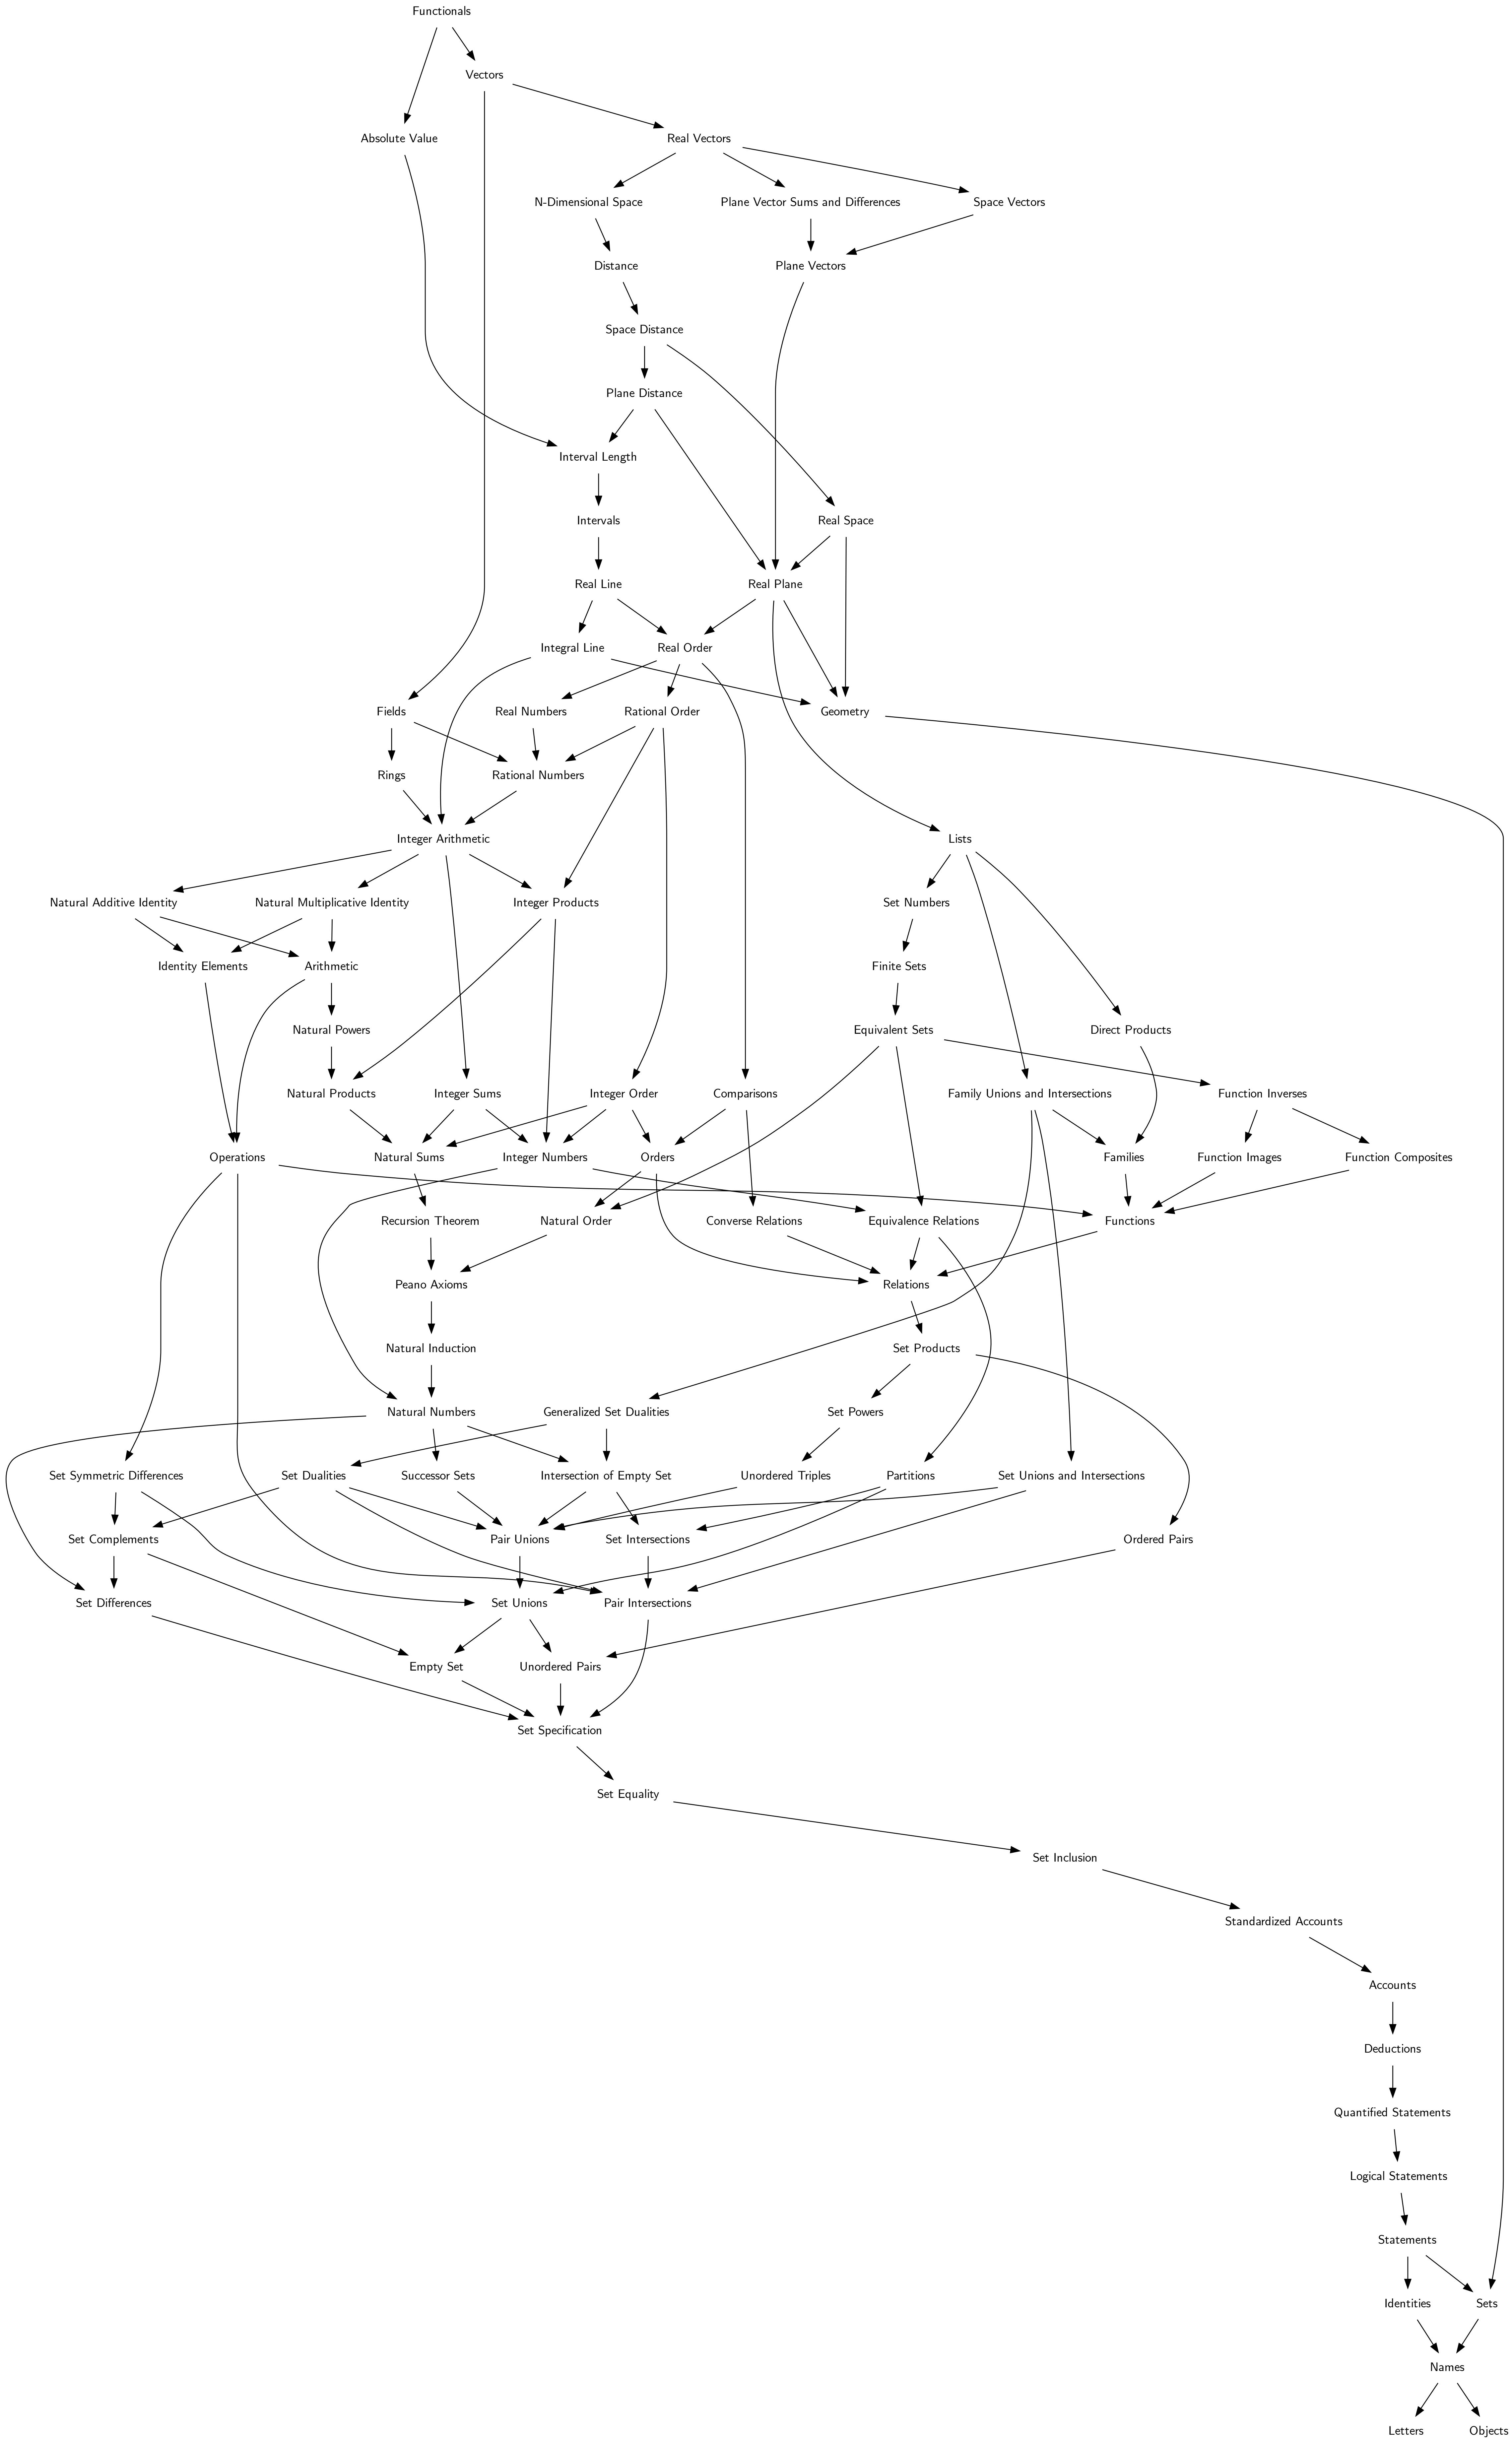 Functionals
Vectors
Absolute Value
Real Vectors
N-Dimensional Space
Plane Vector Sums and Differences
Space Vectors
Distance
Plane Vectors
Space Distance
Plane Distance
Interval Length
Intervals
Real Space
Real Line
Real Plane
Integral Line
Real Order
Fields
Real Numbers
Rational Order
Geometry
Rings
Rational Numbers
Integer Arithmetic
Lists
Natural Additive Identity
Natural Multiplicative Identity
Integer Products
Set Numbers
Identity Elements
Arithmetic
Finite Sets
Natural Powers
Equivalent Sets
Direct Products
Natural Products
Integer Sums
Integer Order
Comparisons
Family Unions and Intersections
Function Inverses
Operations
Natural Sums
Integer Numbers
Orders
Families
Function Images
Function Composites
Recursion Theorem
Natural Order
Converse Relations
Equivalence Relations
Functions
Peano Axioms
Relations
Natural Induction
Set Products
Natural Numbers
Generalized Set Dualities
Set Powers
Set Symmetric Differences
Set Dualities
Successor Sets
Intersection of Empty Set
Unordered Triples
Partitions
Set Unions and Intersections
Set Complements
Pair Unions
Set Intersections
Ordered Pairs
Set Differences
Set Unions
Pair Intersections
Empty Set
Unordered Pairs
Set Specification
Set Equality
Set Inclusion
Standardized Accounts
Accounts
Deductions
Quantified Statements
Logical Statements
Statements
Identities
Sets
Names
Letters
Objects